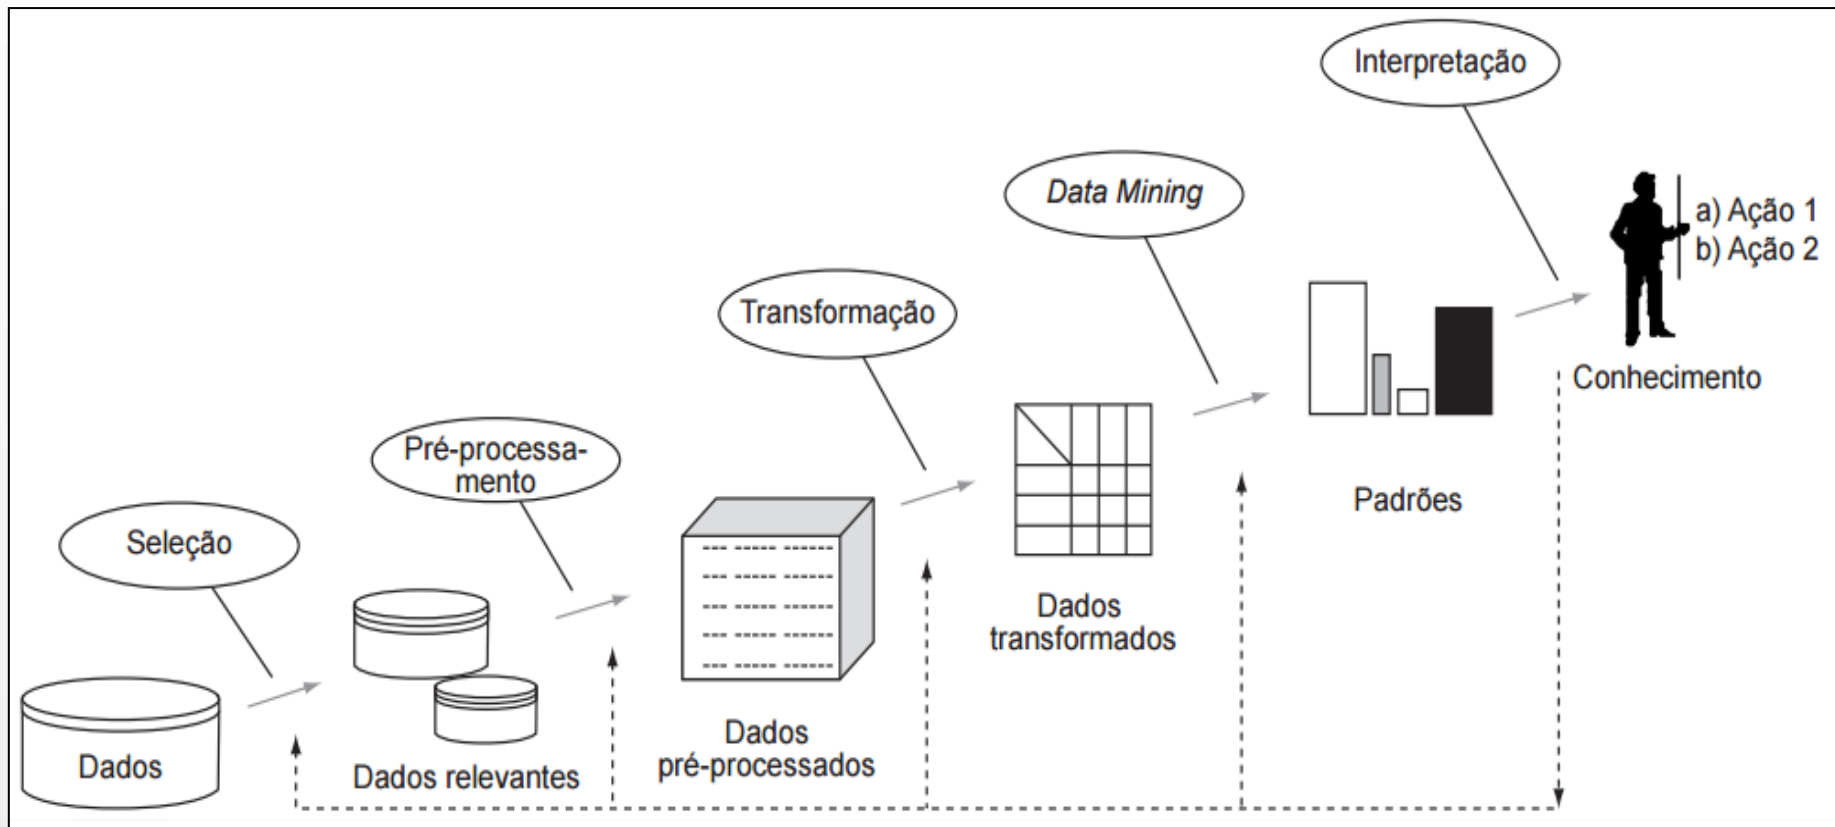 Interpretação
Data Mining
a) Ação 1
b) Ação 2
Transformação
Conhecimento
Pré-processa-
mento
Padrões
Seleção
Dados
transformados
Dados
pré-processados
Dados
Dados relevantes